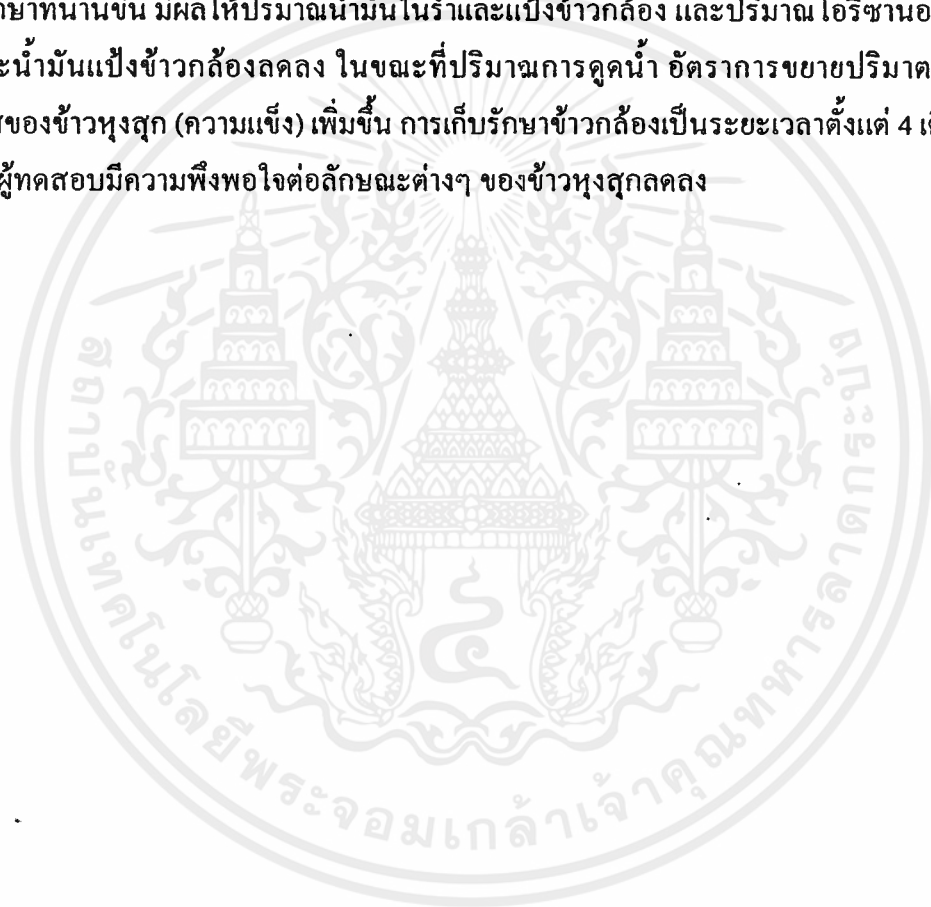 ษาที่นานขึ้น มีผลให้ปริมาณน้ำมันในรำและแป้งข้าวกล้อง และปริมาณโอริซานอ
ะน้ำมันแป้งข้าวกล้องลดลง ในขณะที่ปริมาณการดูดน้ำ อัตราการขยายปริมาต
ของข้าวหุงสุก (ความแข็ง) เพิ่มขึ้น การเก็บรักษาข้าวกล้องเป็นระยะเวลาตั้งแต่ 4 เ
ผู้ทดสอบมีความพึงพอใจต่อลักษณะต่างๆ ของข้าวหุงสุกลดลง
สถาบันเทคโนโลยีพระจอมเกล้าเจ้าคุณทหารลาดกระบัง